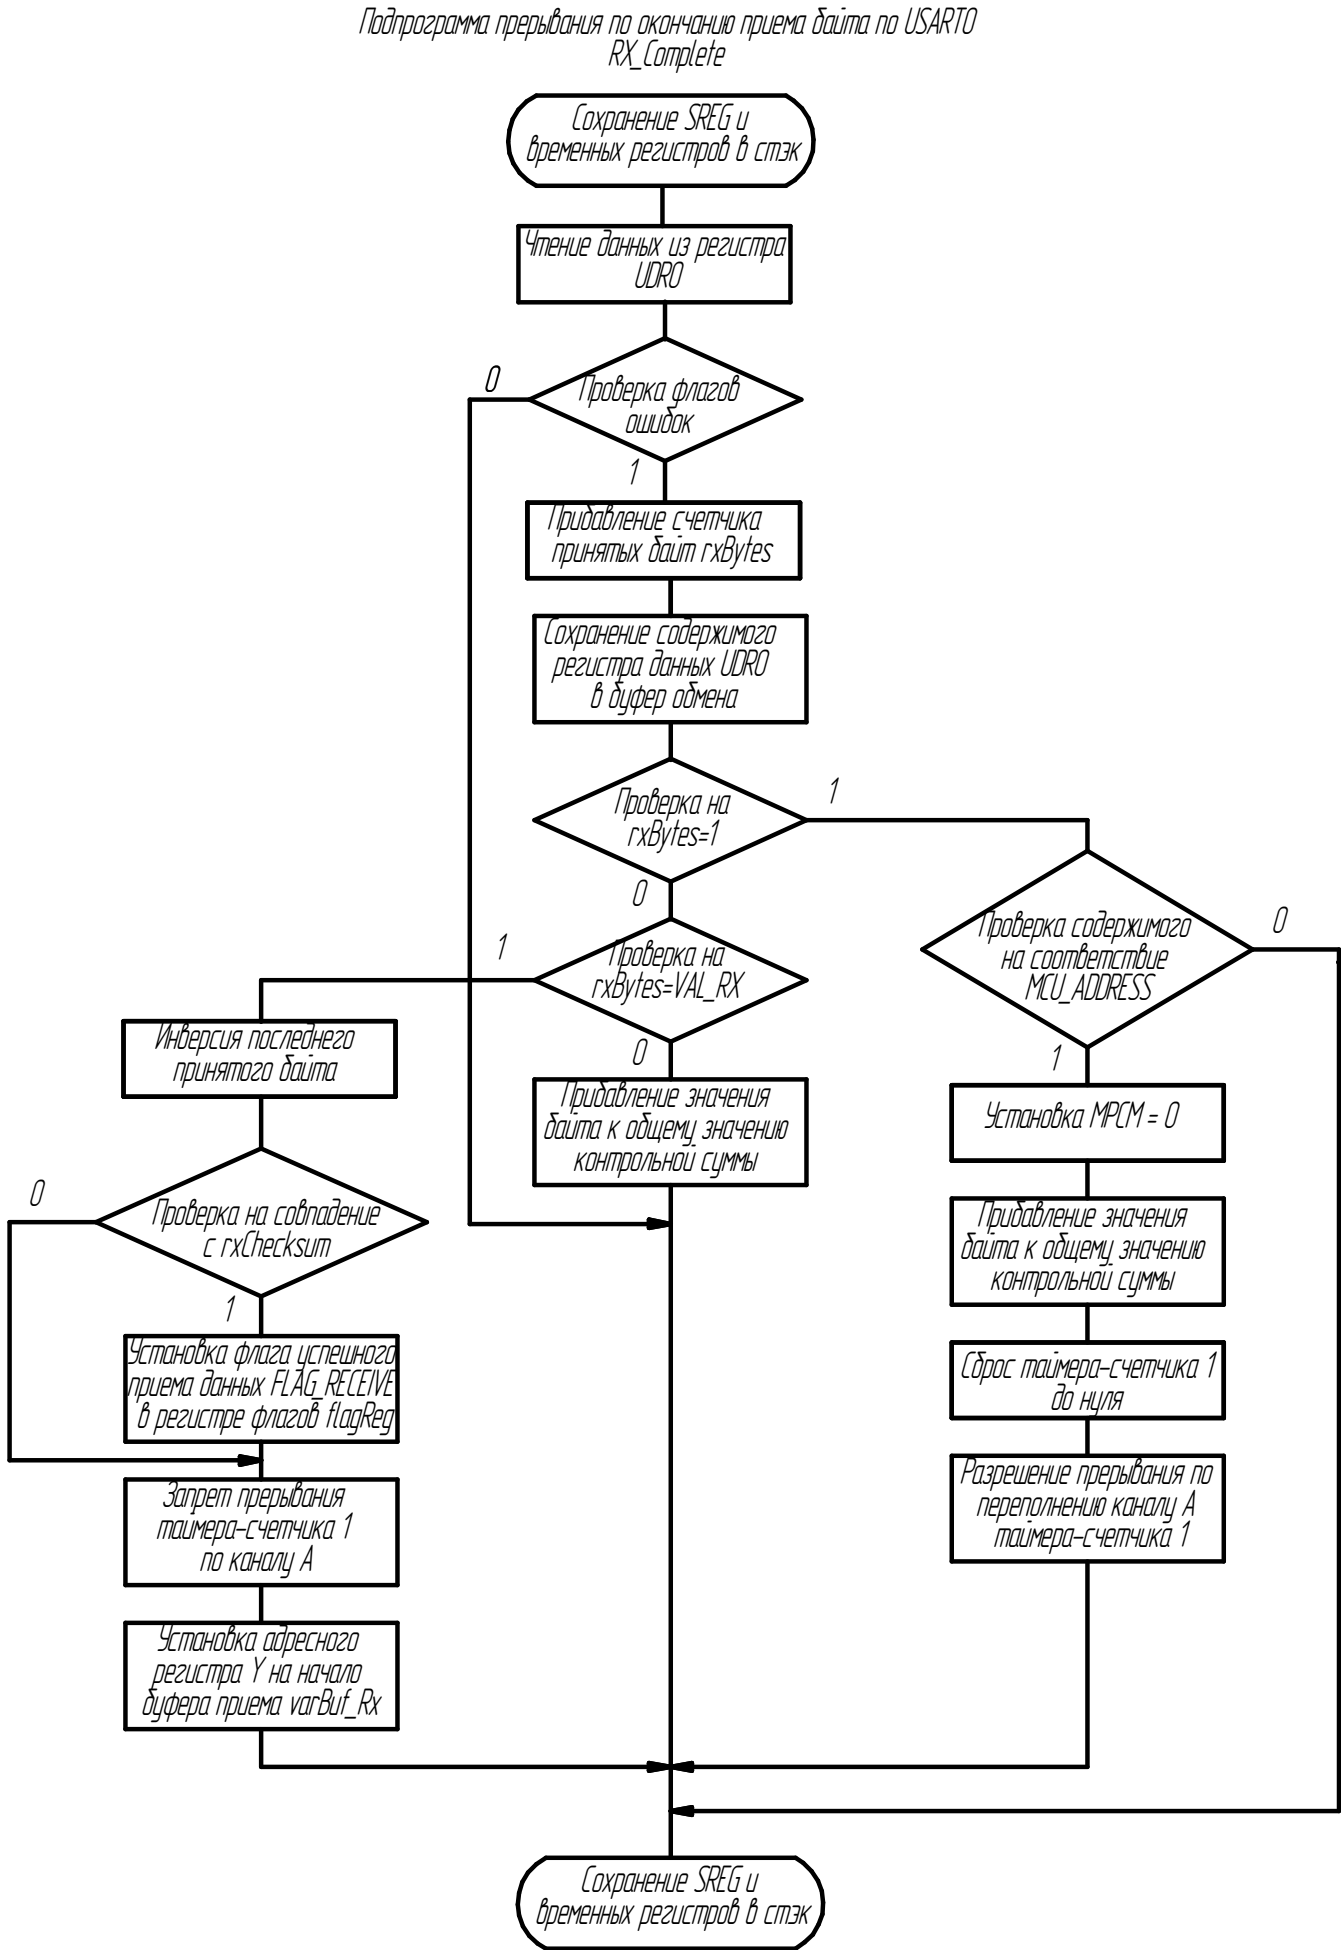 Подпрограмма прерывания по окончанию приема байта по USART0
RX_Complete
Сохранение SREG и
временных регистров в стэк
Чтение данных из регистра
UDR0
0
Проверка флагов
ошибок
1
Прибавление счетчика
принятых байт rxBytes
Сохранение содержимого
регистра данных UDR0
в буфер обмена
1
Проверка на
rxBytes=1
0
Проверка содержимого
на соответствие
MCU_ADDRESS
0
1
1
Проверка на
rxBytes=VAL_RX
0
Инверсия последнего
принятого байта
Прибавление значения
байта к общему значению
контрольной суммы
Установка MPCM = 0
0
Проверка на совпадение
с rxChecksum
1
Прибавление значения
байта к общему значению
контрольной суммы
Установка флага успешного
приема данных FLAG_RECEIVE
в регистре флагов flagReg
Сброс таймера-счетчика 1
до нуля
Запрет прерывания
таймера-счетчика 1
по каналу А
Разрешение прерывания по
переполнению каналу А
таймера-счетчика 1
Установка адресного
регистра Y на начало
буфера приема varBuf_Rx
Сохранение SREG и
временных регистров в стэк